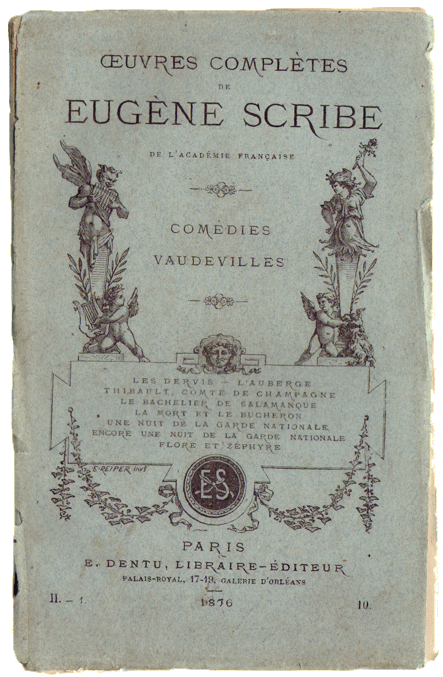 ŒUVRES COMPLÈTES
DE
EUGÈNE SCRIBE
DE L'ACADÉMIE FRANÇAISE
COMÉDIES
VAUDEVILLES
LES DERVIS — L'AUBERGE
THIBAULT, COMTE DE CHAMPAGNE
LE BACHELIER DE SALAMANQUE
LA MORT ET LE BUCHERON
UNE NUIT DE LA GARDE NATIONALE
ENCORE UNE NUIT DE LA GARDE NATIONALE
FLORE ET ZÉPHYRE
E. REIPER
ES
PARIS
E. DENTU, LIBRAIRE-ÉDITEUR
PALAIS-ROYAL, 17-19, GALERIE D'ORLÉANS
1876
II. — 1.
10.